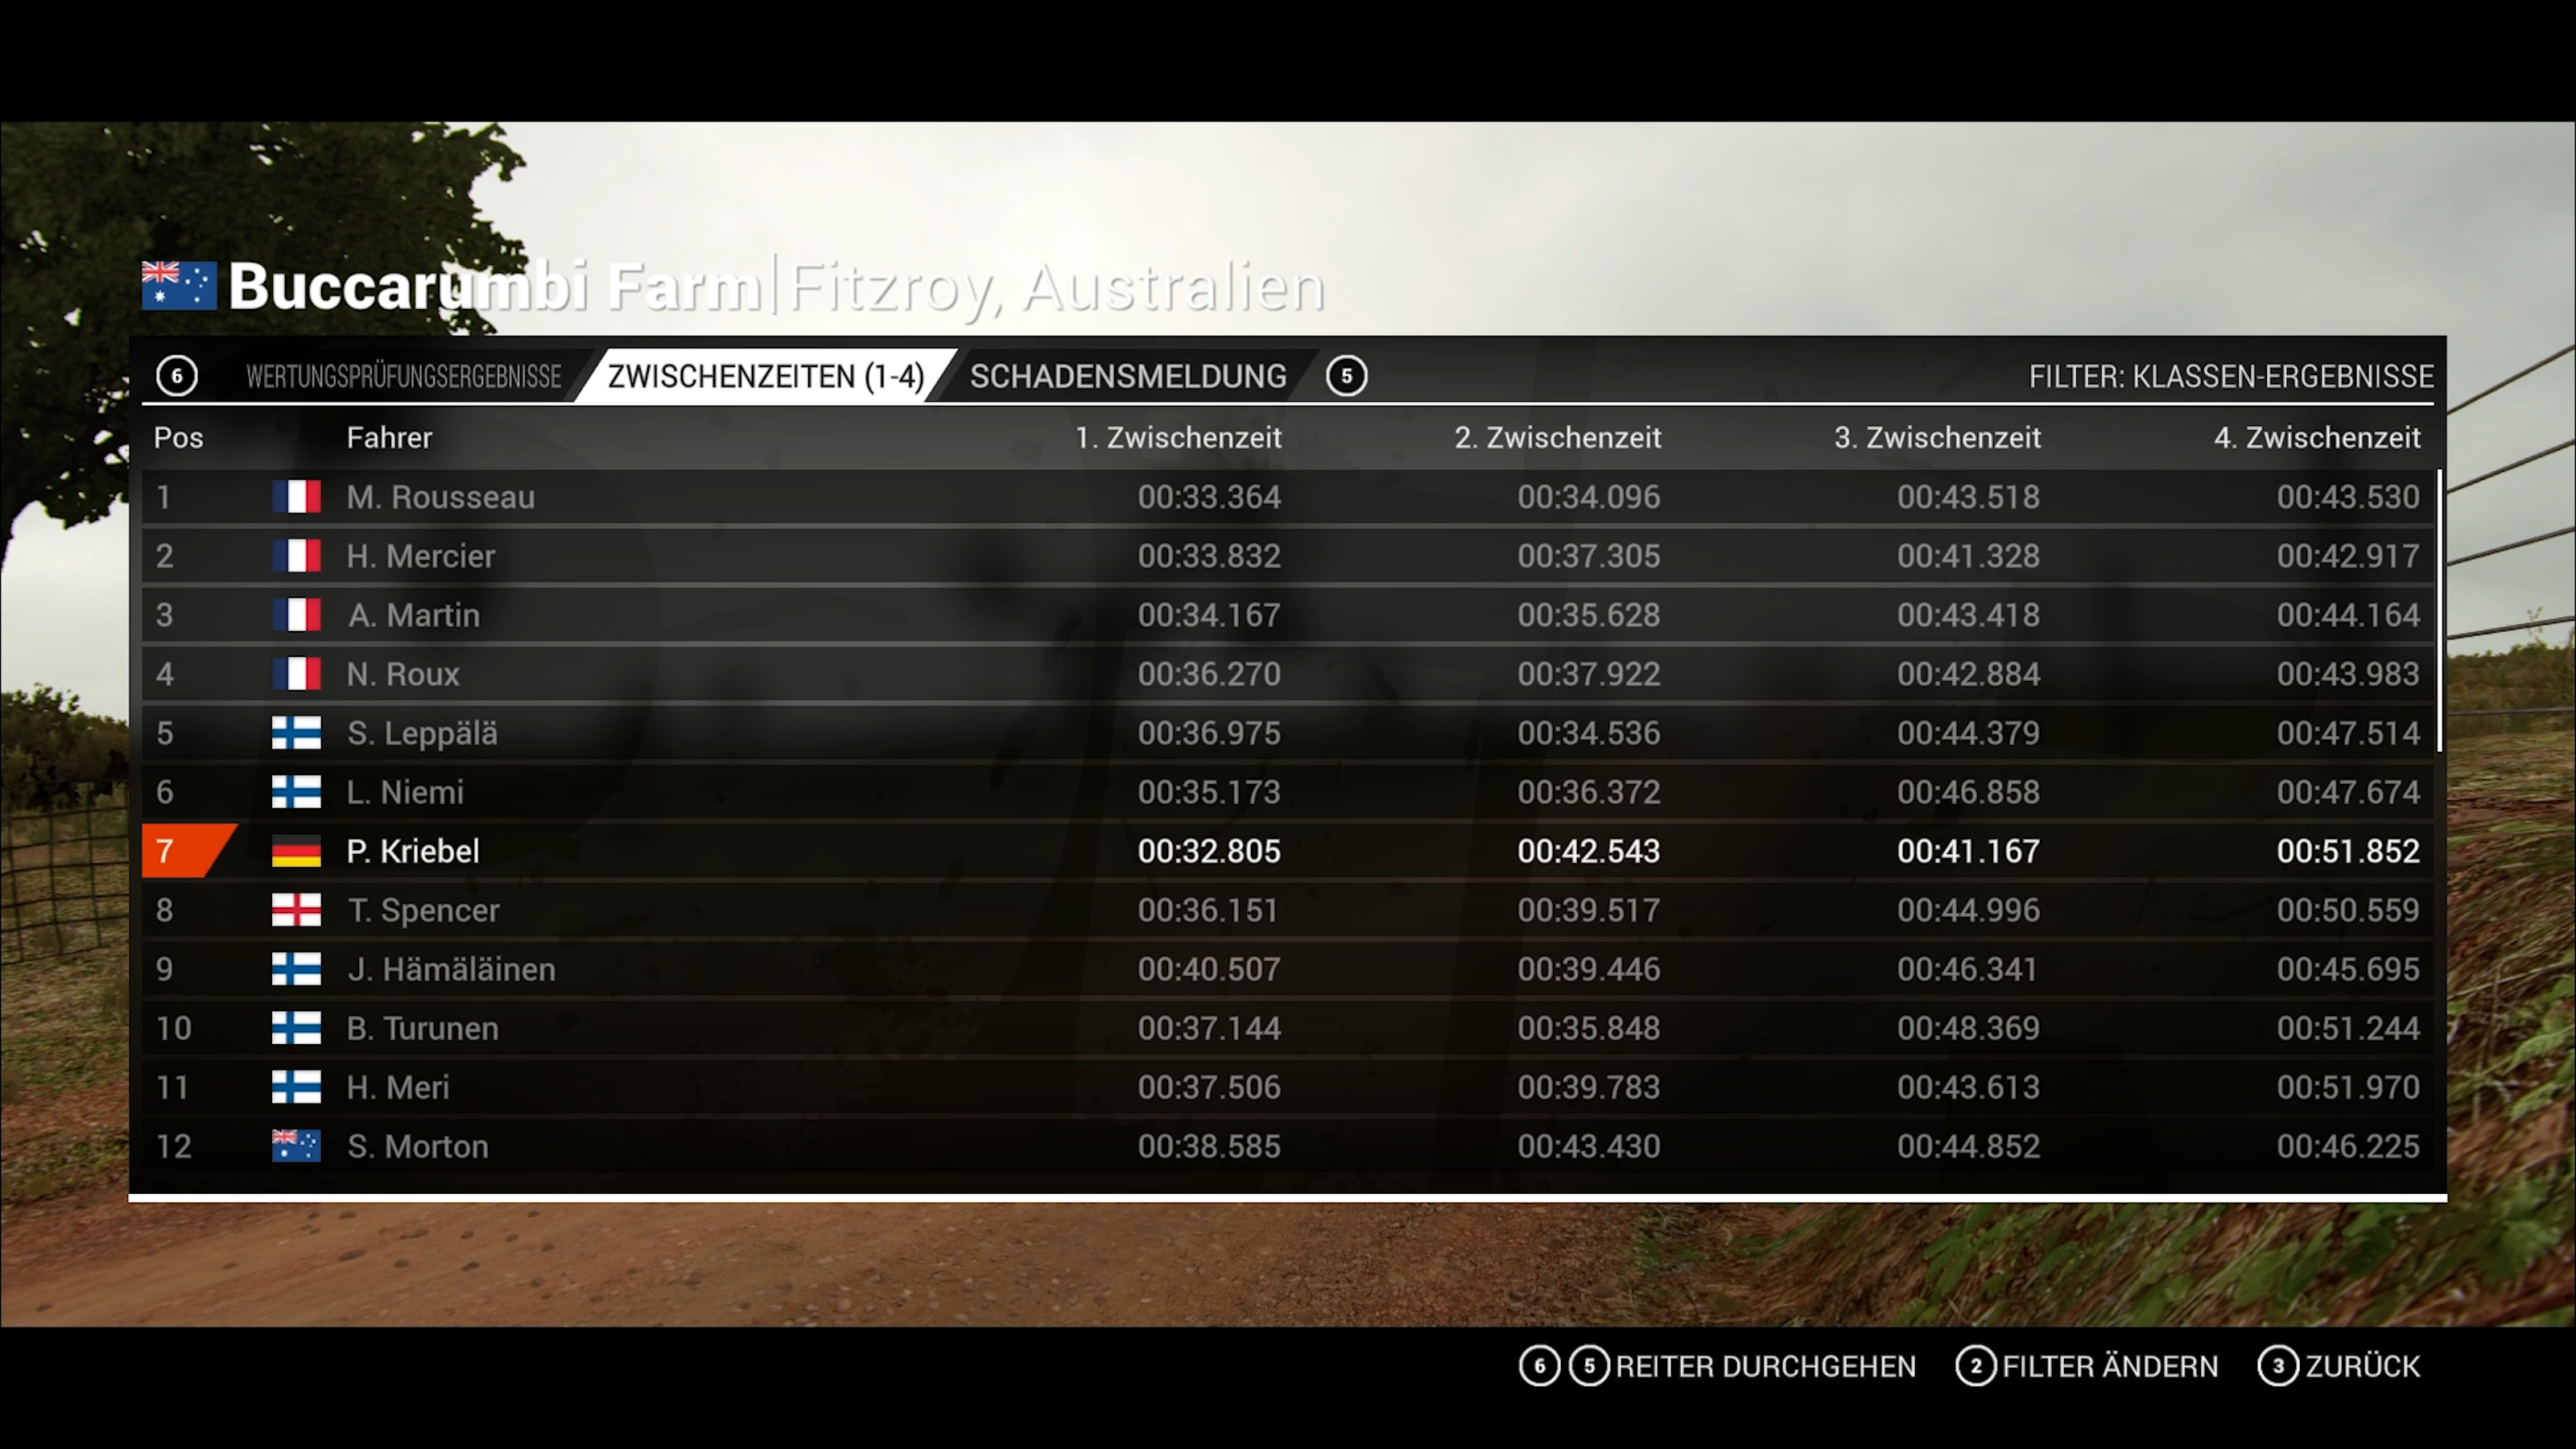 Buccarumbi Farm|Fitzroy, Australien
6 WERTUNGSPRÜFUNGSERGEBNISSE ZWISCHENZEITEN (1-4) SCHADENSMELDUNG 5 FILTER: KLASSEN-ERGEBNISSE
Pos Fahrer 1. Zwischenzeit 2. Zwischenzeit 3. Zwischenzeit 4. Zwischenzeit
1 M. Rousseau 00:33.364 00:34.096 00:43.518 00:43.530
2 H. Mercier 00:33.832 00:37.305 00:41.328 00:42.917
3 A. Martin 00:34.167 00:35.628 00:43.418 00:44.164
4 N. Roux 00:36.270 00:37.922 00:42.884 00:43.983
5 S. Leppälä 00:36.975 00:34.536 00:44.379 00:47.514
6 L. Niemi 00:35.173 00:36.372 00:46.858 00:47.674
7 P. Kriebel 00:32.805 00:42.543 00:41.167 00:51.852
8 T. Spencer 00:36.151 00:39.517 00:44.996 00:50.559
9 J. Hämäläinen 00:40.507 00:39.446 00:46.341 00:45.695
10 B. Turunen 00:37.144 00:35.848 00:48.369 00:51.244
11 H. Meri 00:37.506 00:39.783 00:43.613 00:51.970
12 S. Morton 00:38.585 00:43.430 00:44.852 00:46.225
6 5 REITER DURCHGEHEN 2 FILTER ÄNDERN 3 ZURÜCK